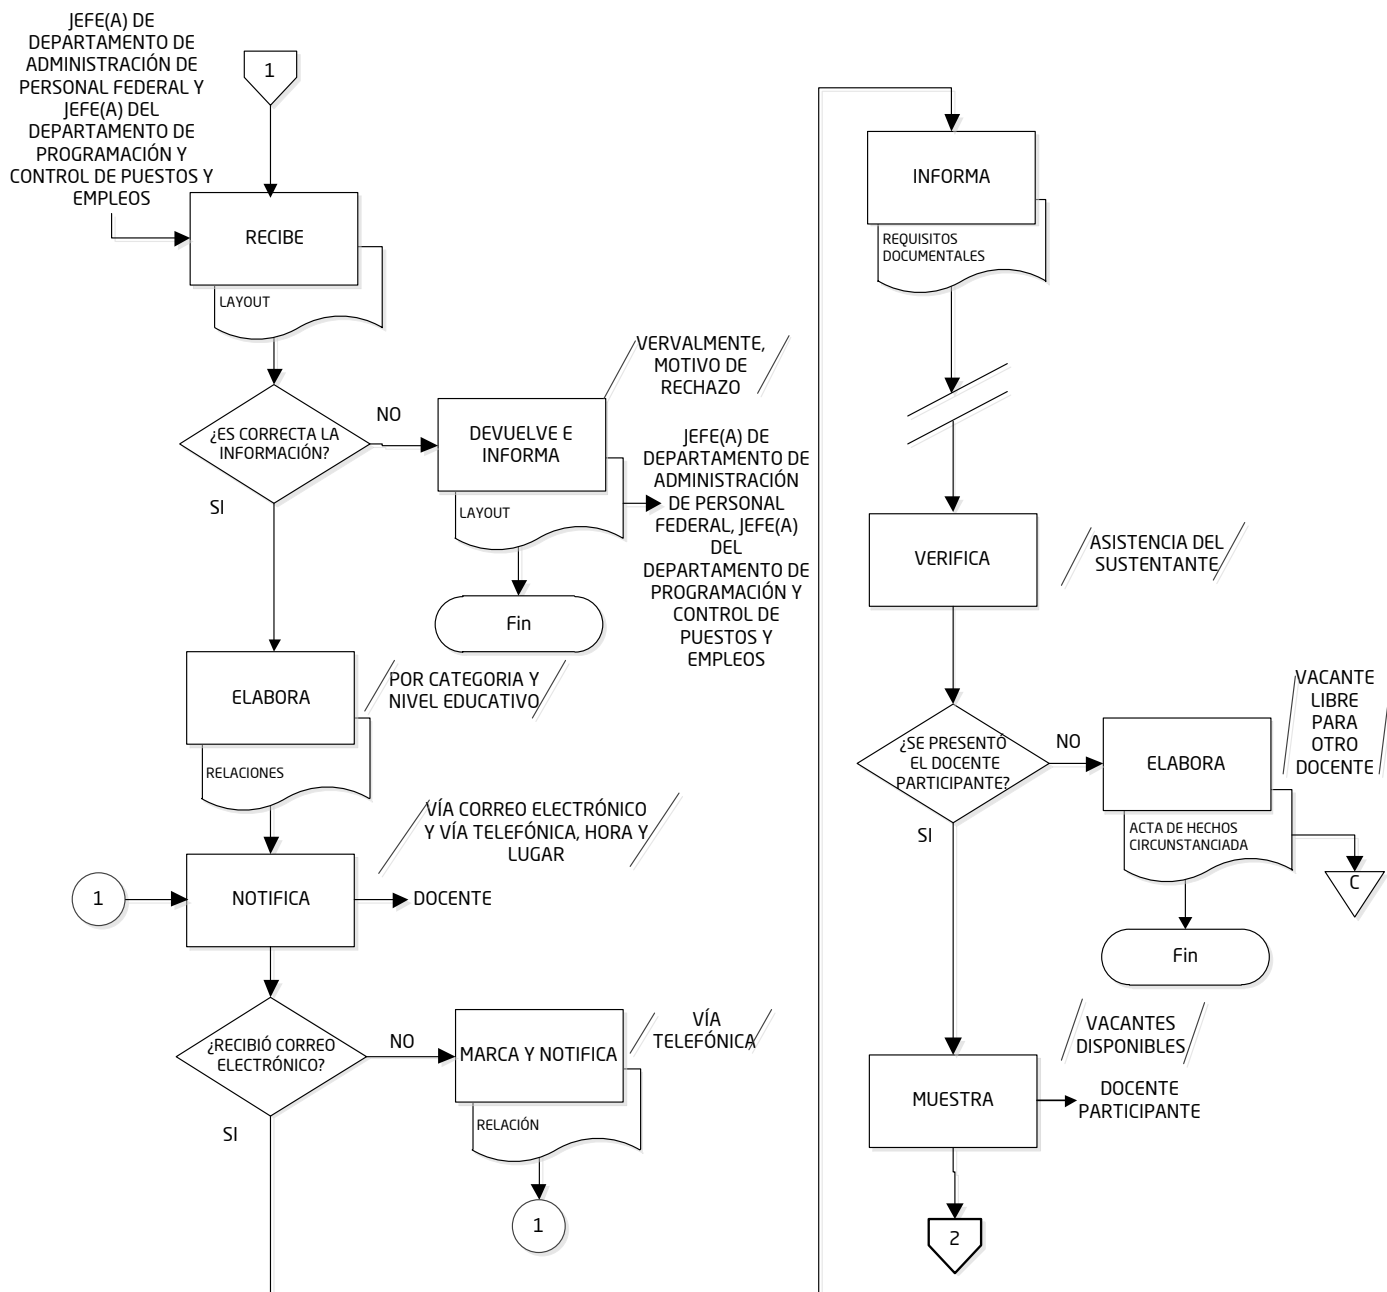 JEFE(A) DE
DEPARTAMENTO DE
ADMINISTRACIÓN DE
PERSONAL FEDERAL Y
JEFE(A) DEL
DEPARTAMENTO DE
PROGRAMACIÓN Y
CONTROL DE PUESTOS Y
EMPLEOS
1
RECIBE
LAYOUT
¿ES CORRECTA LA
INFORMACIÓN?
NO
SI
VERVALMENTE,
MOTIVO DE
RECHAZO
DEVUELVE E
INFORMA
LAYOUT
JEFE(A) DE
DEPARTAMENTO DE
ADMINISTRACIÓN
DE PERSONAL
FEDERAL, JEFE(A)
DEL
DEPARTAMENTO DE
PROGRAMACIÓN Y
CONTROL DE
PUESTOS Y
EMPLEOS
Fin
ELABORA
POR CATEGORIA Y
NIVEL EDUCATIVO
RELACIONES
VÍA CORREO ELECTRÓNICO
Y VÍA TELEFÓNICA, HORA Y
LUGAR
1
NOTIFICA
DOCENTE
¿RECIBIÓ CORREO
ELECTRÓNICO?
NO
SI
MARCA Y NOTIFICA
VÍA
TELEFÓNICA
RELACIÓN
1
INFORMA
REQUISITOS
DOCUMENTALES
VERIFICA
ASISTENCIA DEL
SUSTENTANTE
¿SE PRESENTÓ
EL DOCENTE
PARTICIPANTE?
NO
SI
ELABORA
VACANTE
LIBRE
PARA
OTRO
DOCENTE
ACTA DE HECHOS
CIRCUNSTANCIADA
C
Fin
VACANTES
DISPONIBLES
MUESTRA
DOCENTE
PARTICIPANTE
2